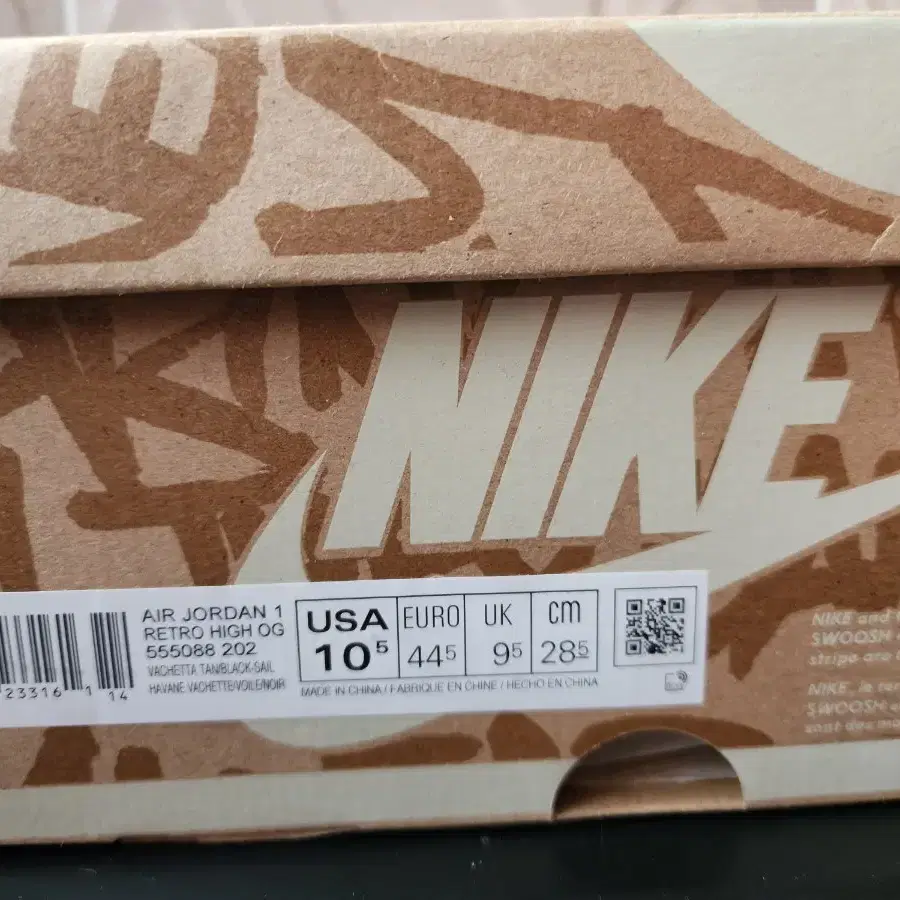 NIKE
AIR JORDAN 1
RETRO HIGH OG
555088 202
VACHETTA TAN/BLACK-SAIL
HAVANE VACHETTE/VOILE/NOIR
23316 1 14
USA EURO UK cm
10⁵ 44⁵ 9⁵ 28⁵
MADE IN CHINA / FABRIQUE EN CHINE / HECHO EN CHINA
NIKE and
SWOOSH
stripe are
NIKE, le
SWOOSH
sont des